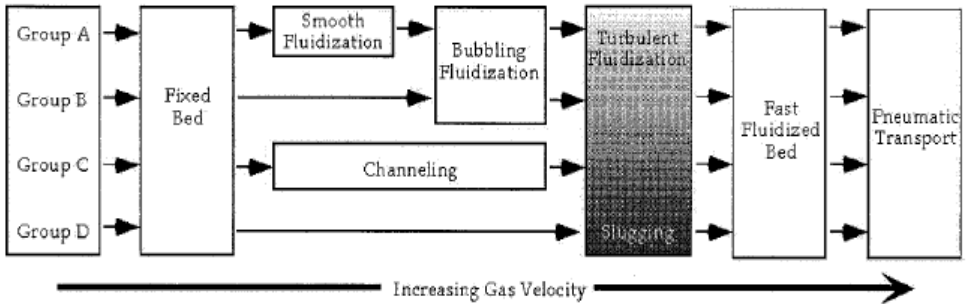 Group A
Group B
Group C
Group D
Fixed
Bed
Smooth
Fluidization
Bubbling
Fluidization
Channeling
Turbulent
Fluidization
Slugging
Fast
Fluidized
Bed
Pneumatic
Transport
Increasing Gas Velocity